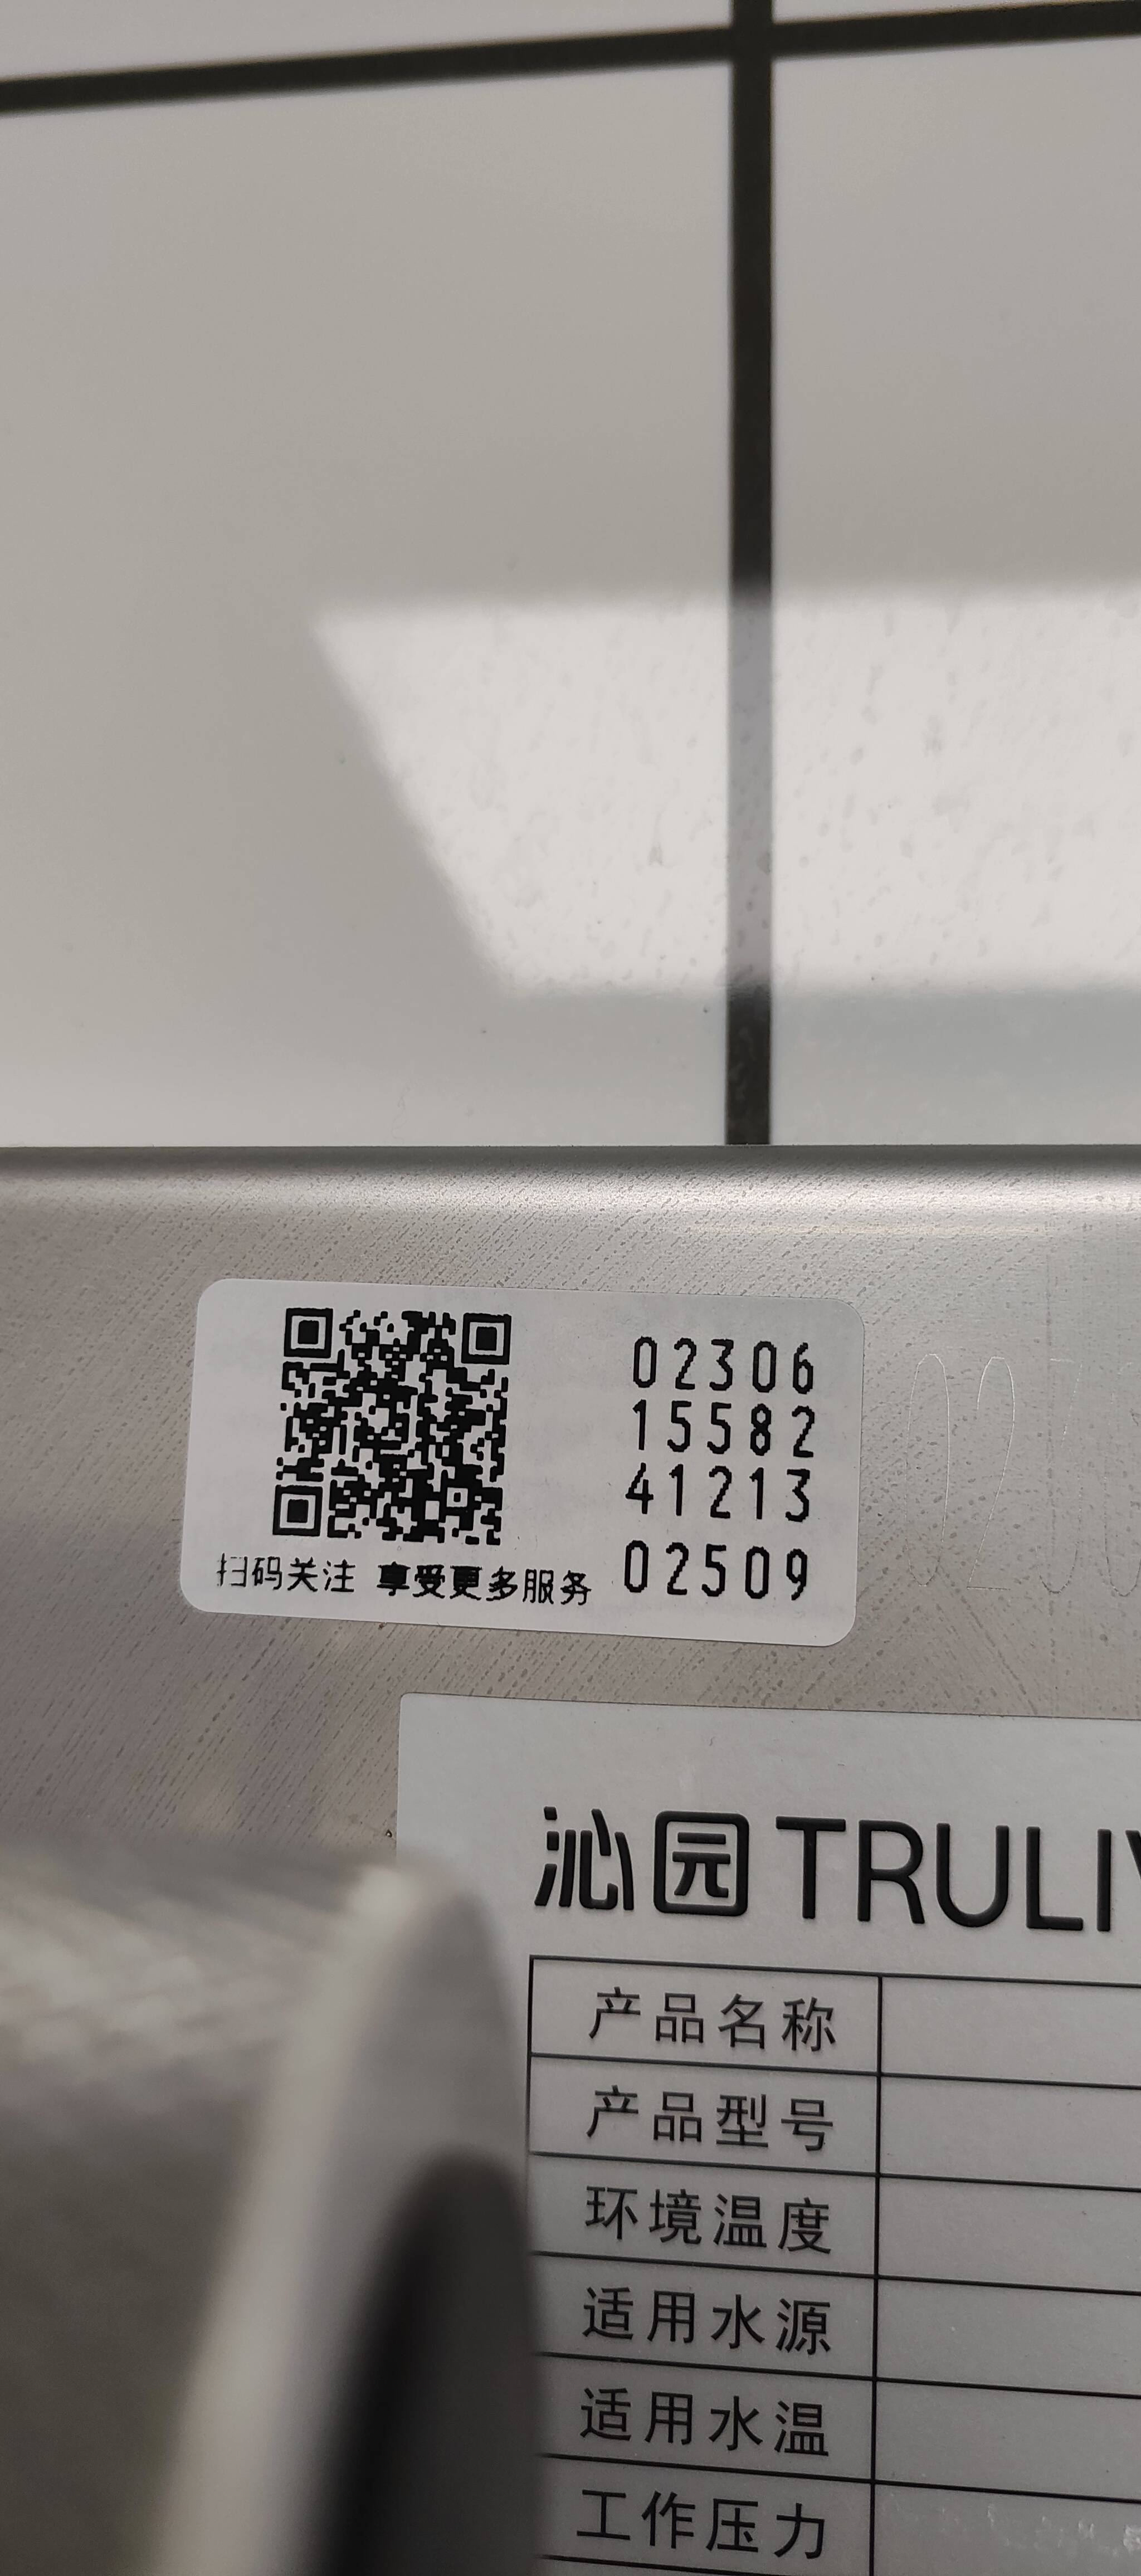 02306
15582
41213
02509
扫码关注 享受更多服务
沁园 TRULIV
产品名称
产品型号
环境温度
适用水源
适用水温
工作压力